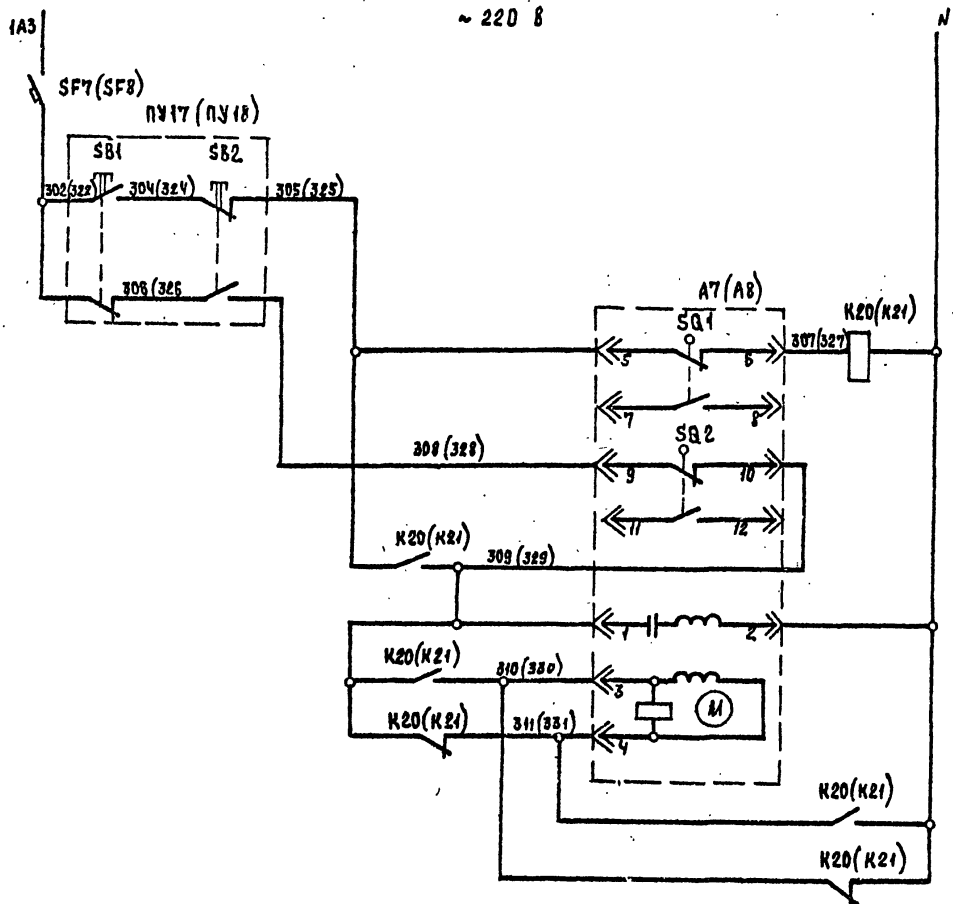 1А3
~ 220 В
N
SF7(SF8)
ПУ17 (ПУ18)
SB1
SB2
302(322)
304(324)
305(325)
306(326
А7(А8)
SQ1
К20(К21)
5
6
307(327)
7
8
SQ2
308(328)
9
10
11
12
К20(К21)
309(329)
1
2
К20(К21)
310(330)
3
М
К20(К21)
311(331)
4
К20(К21)
К20(К21)